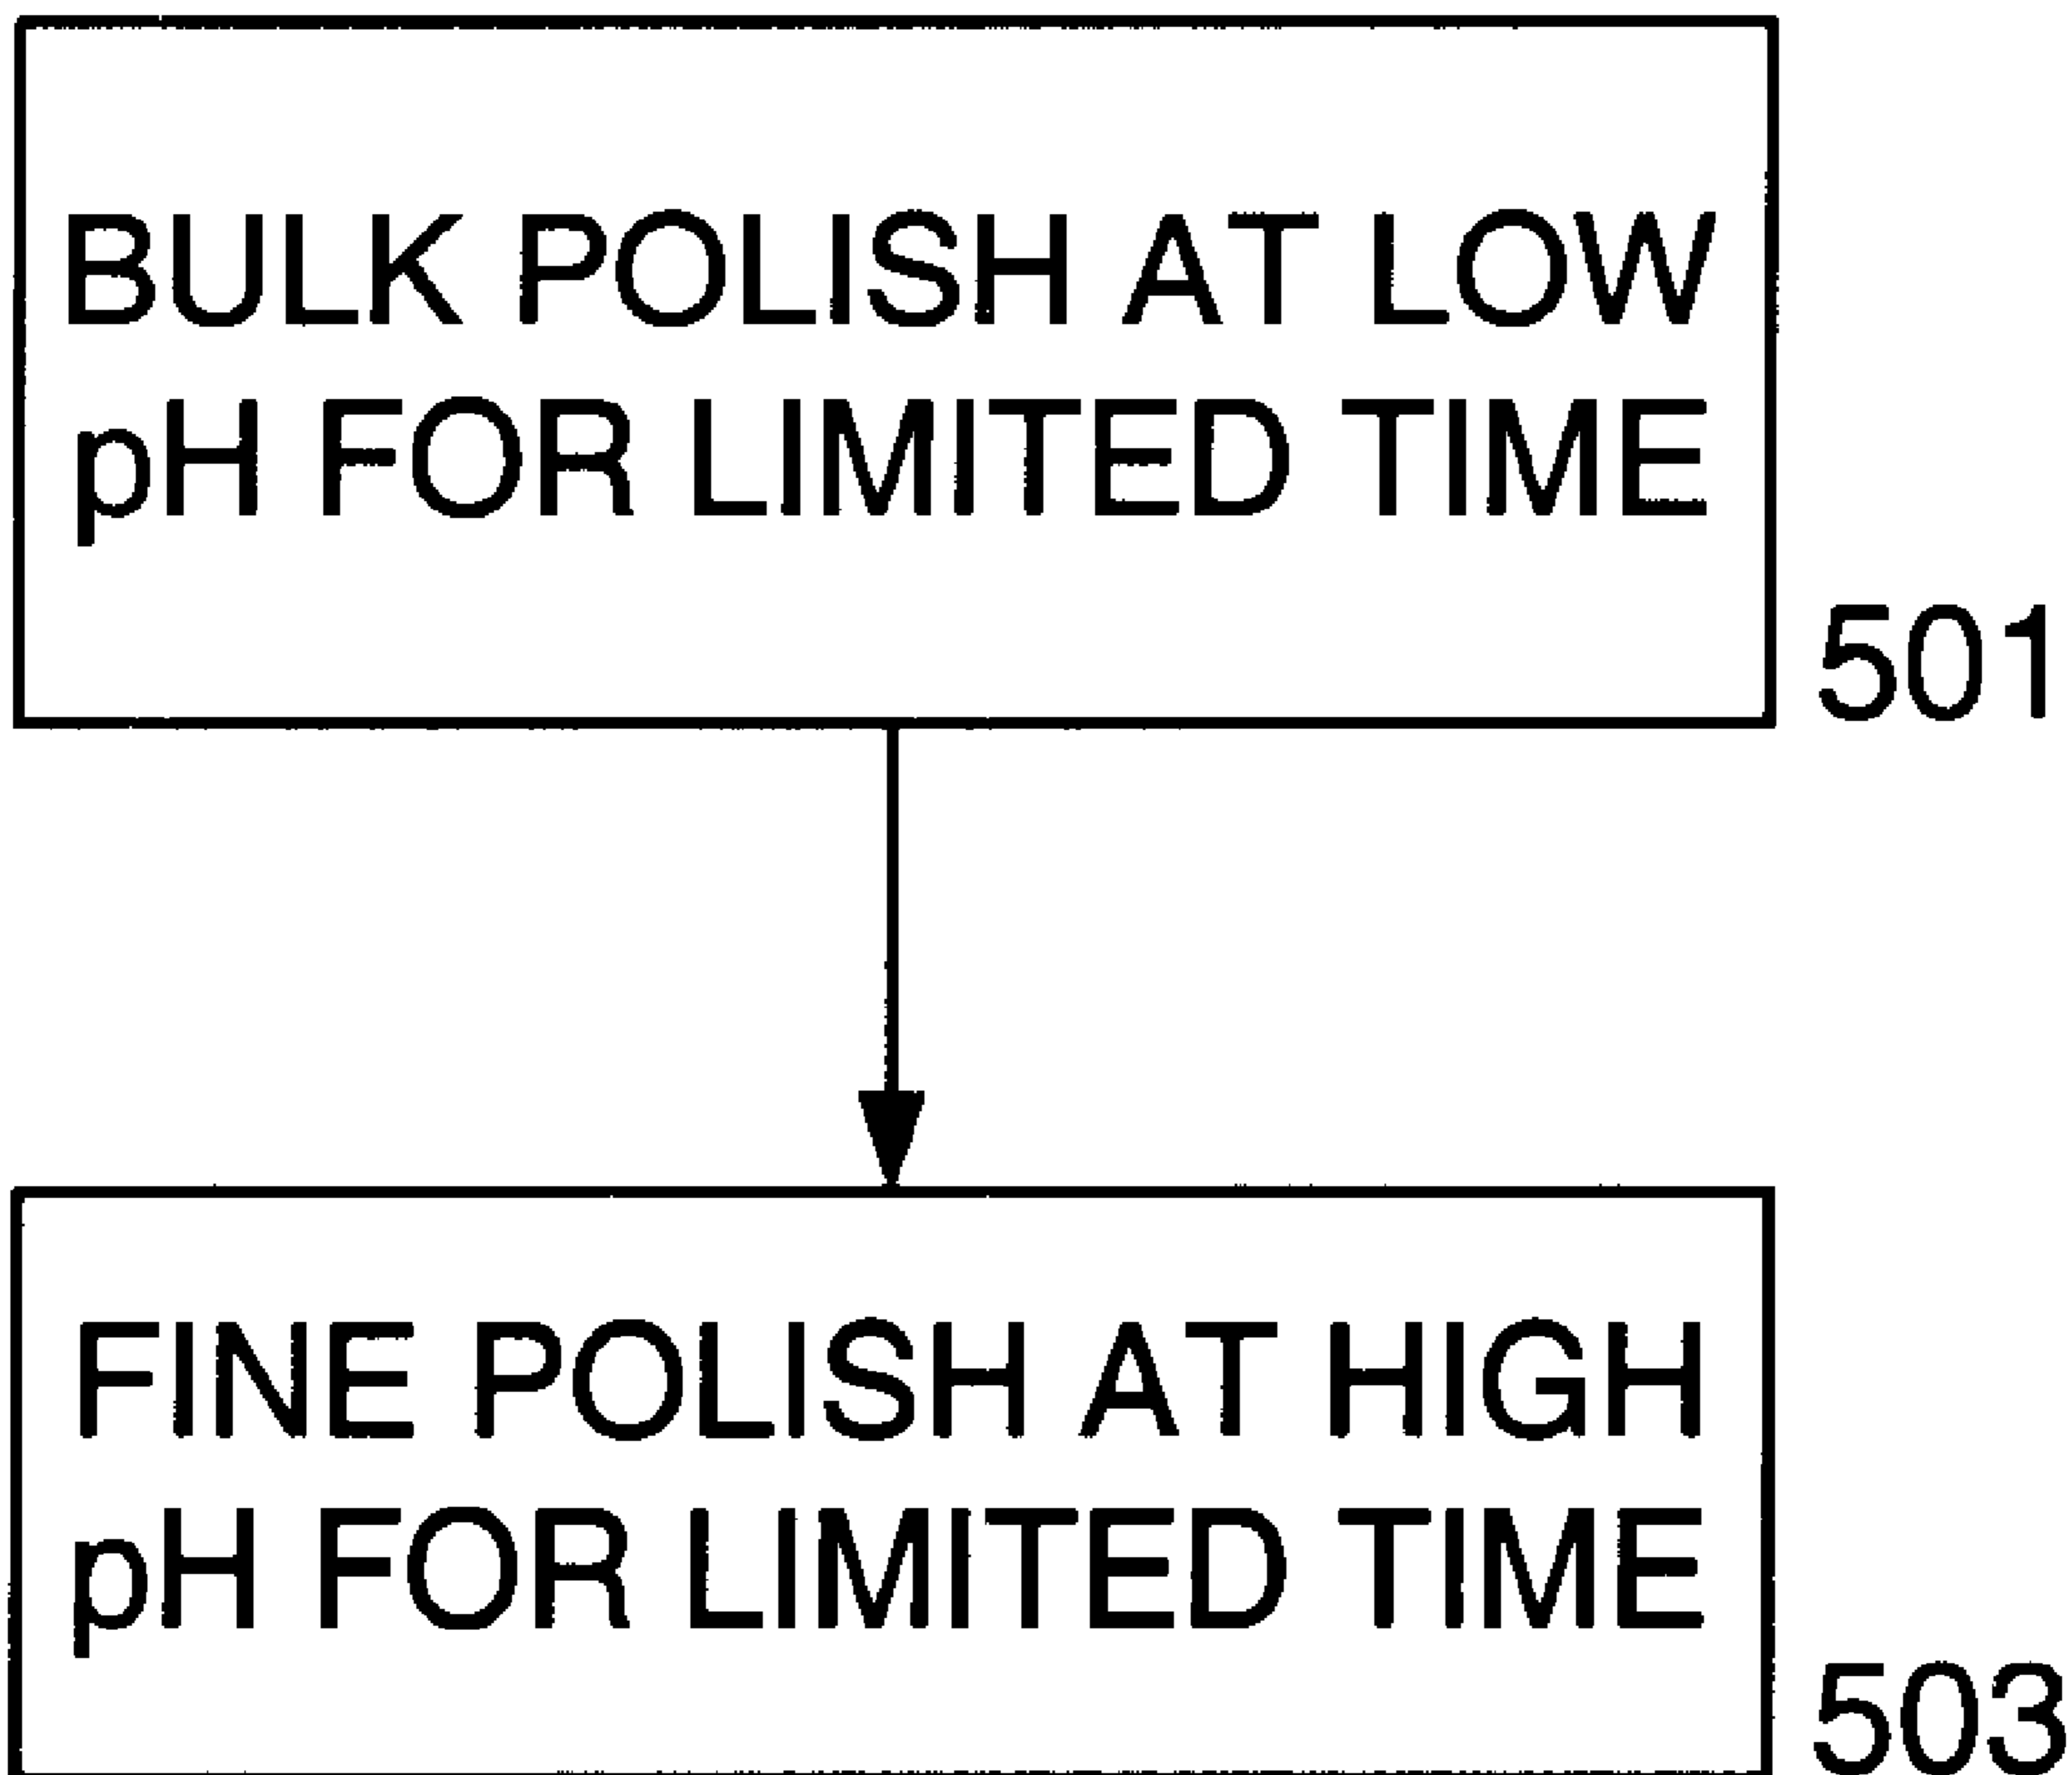 BULK POLISH AT LOW
pH FOR LIMITED TIME
501
FINE POLISH AT HIGH
pH FOR LIMITED TIME
503